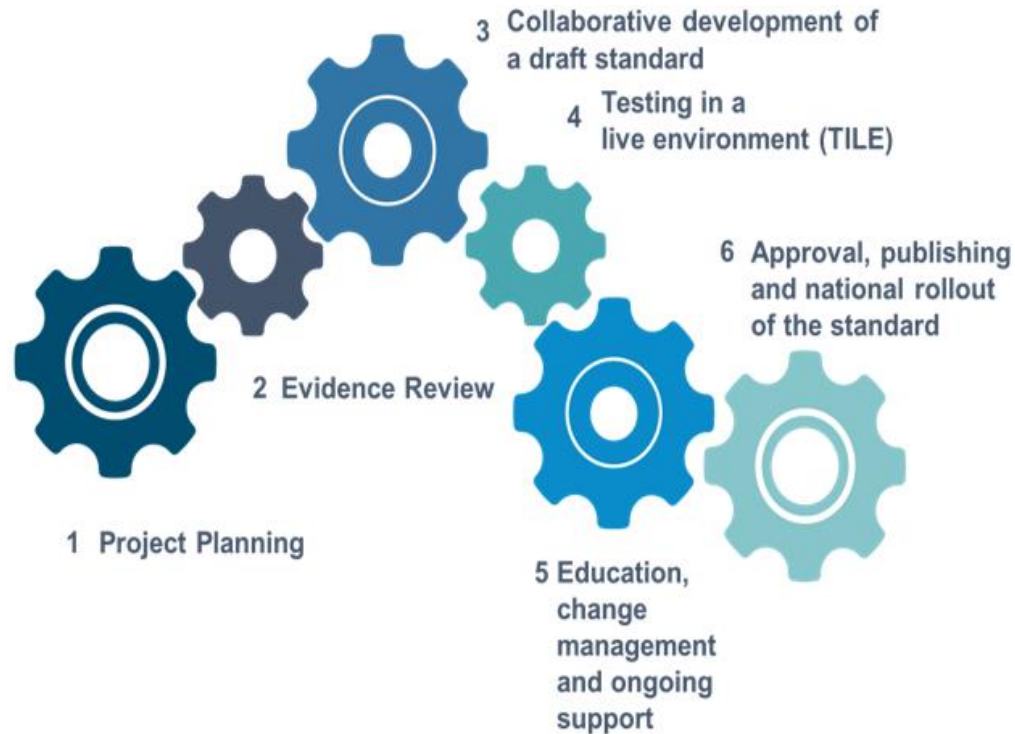 3 Collaborative development of
a draft standard
4 Testing in a
live environment (TILE)
6 Approval, publishing
and national rollout
of the standard
2 Evidence Review
1 Project Planning
5 Education,
change
management
and ongoing
support